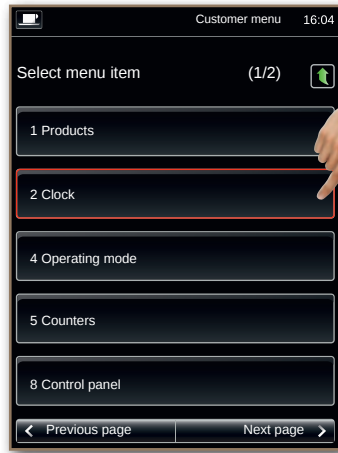 Customer menu 16:04
Select menu item (1/2)
1 Products
2 Clock
4 Operating mode
5 Counters
8 Control panel
Previous page Next page